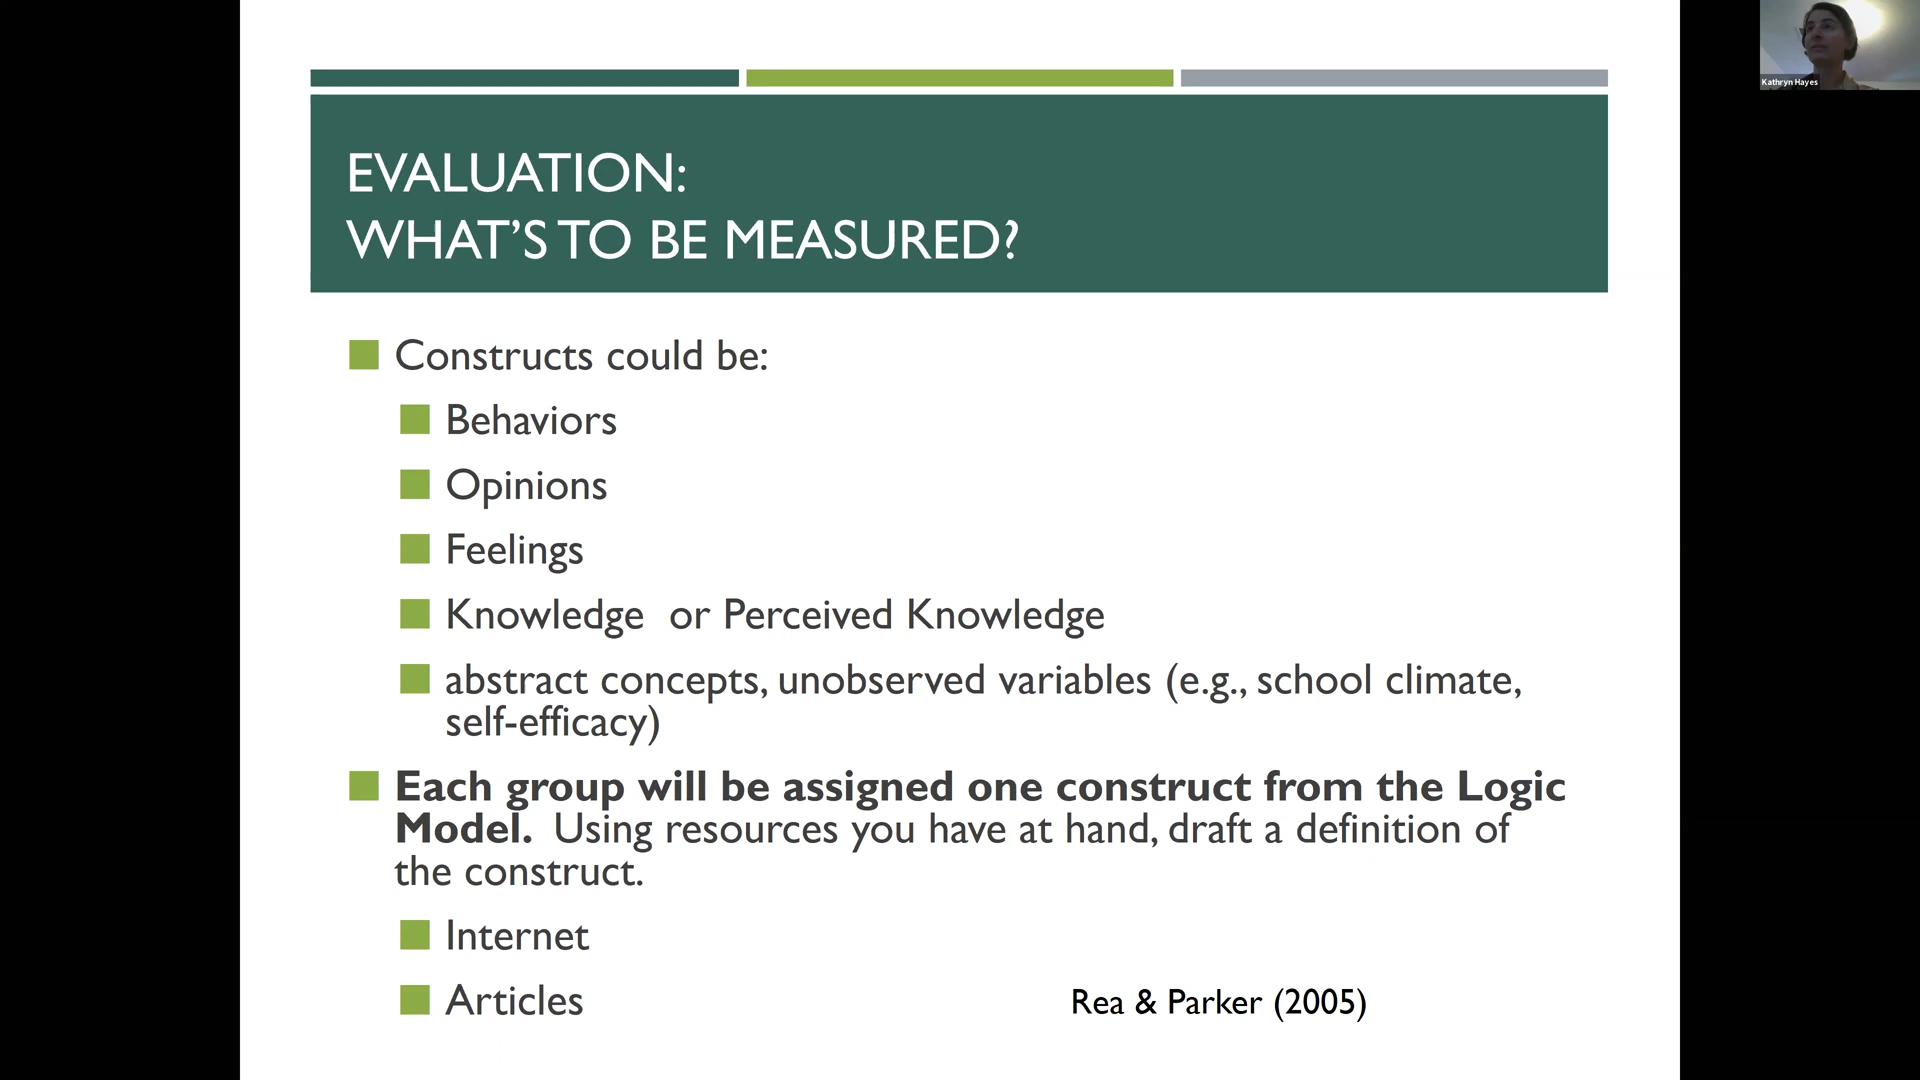 Kathryn Hayes
EVALUATION:
WHAT'S TO BE MEASURED?
Constructs could be:
Behaviors
Opinions
Feelings
Knowledge  or Perceived Knowledge
abstract concepts, unobserved variables (e.g., school climate,
self-efficacy)
Each group will be assigned one construct from the Logic
Model.  Using resources you have at hand, draft a definition of
the construct.
Internet
Articles
Rea & Parker (2005)